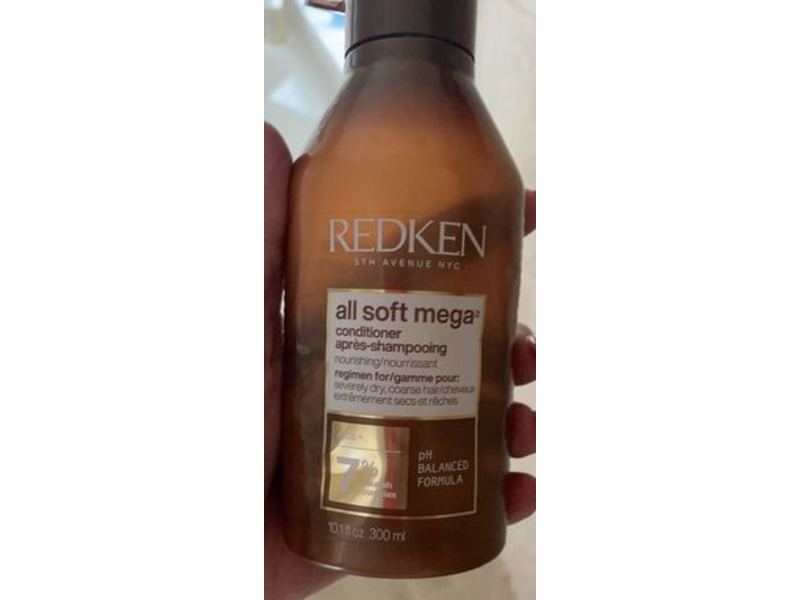 REDKEN
5TH AVENUE NYC
all soft mega
conditioner
après-shampooing
nourishing/nourrissant
regimen for/gamme pour:
severely dry, coarse hair/cheveux
extrêmement secs et rêches
7%
pH
BALANCED
FORMULA
10.1 fl oz 300 ml